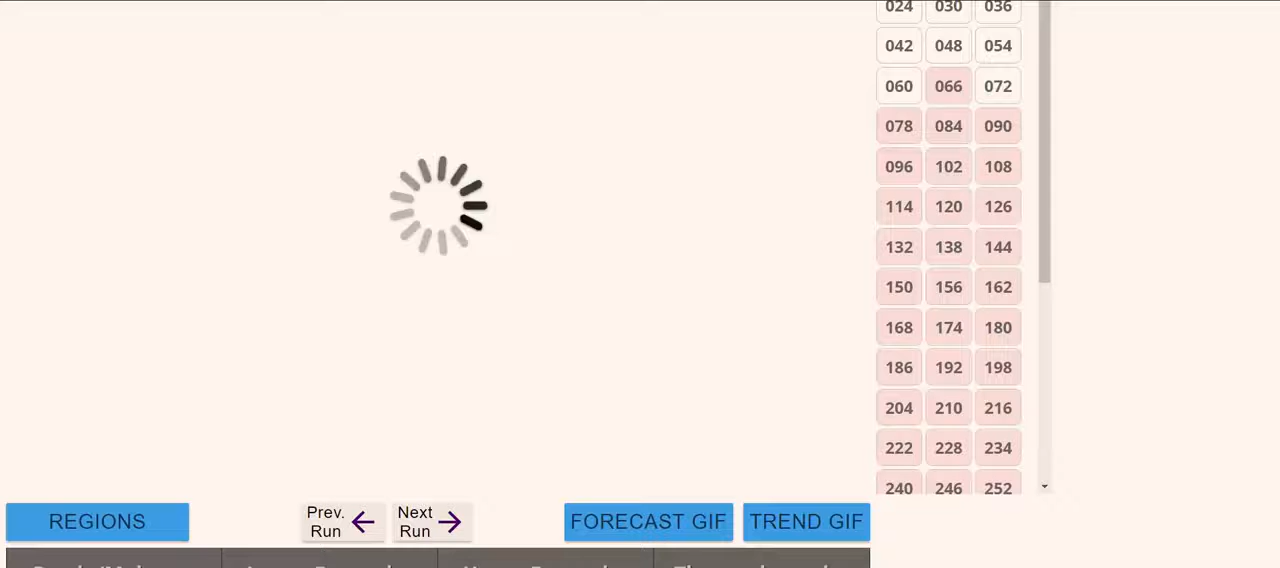 024 030 036
042 048 054
060 066 072
078 084 090
096 102 108
114 120 126
132 138 144
150 156 162
168 174 180
186 192 198
204 210 216
222 228 234
240 246 252
REGIONS
Prev.
Run
Next
Run
FORECAST GIF
TREND GIF